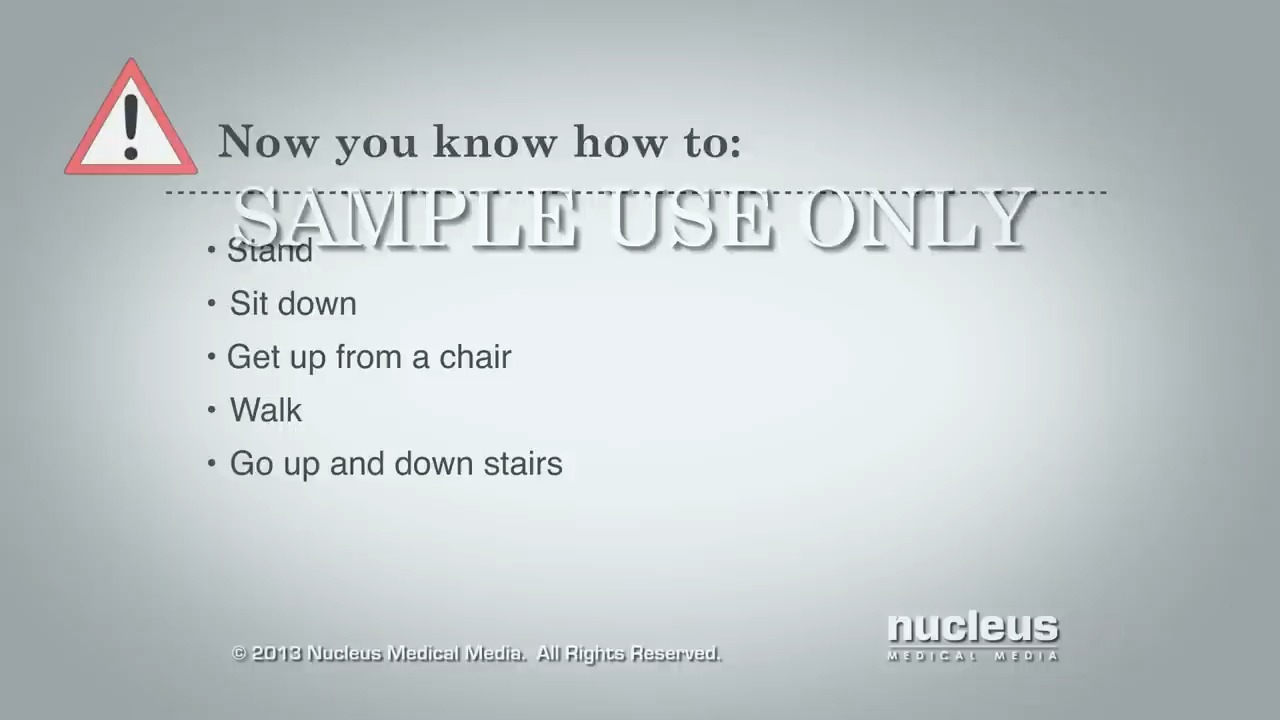 Now you know how to:
SAMPLE USE ONLY
• Stand
• Sit down
• Get up from a chair
• Walk
• Go up and down stairs
© 2013 Nucleus Medical Media. All Rights Reserved.
nucleus
MEDICAL MEDIA